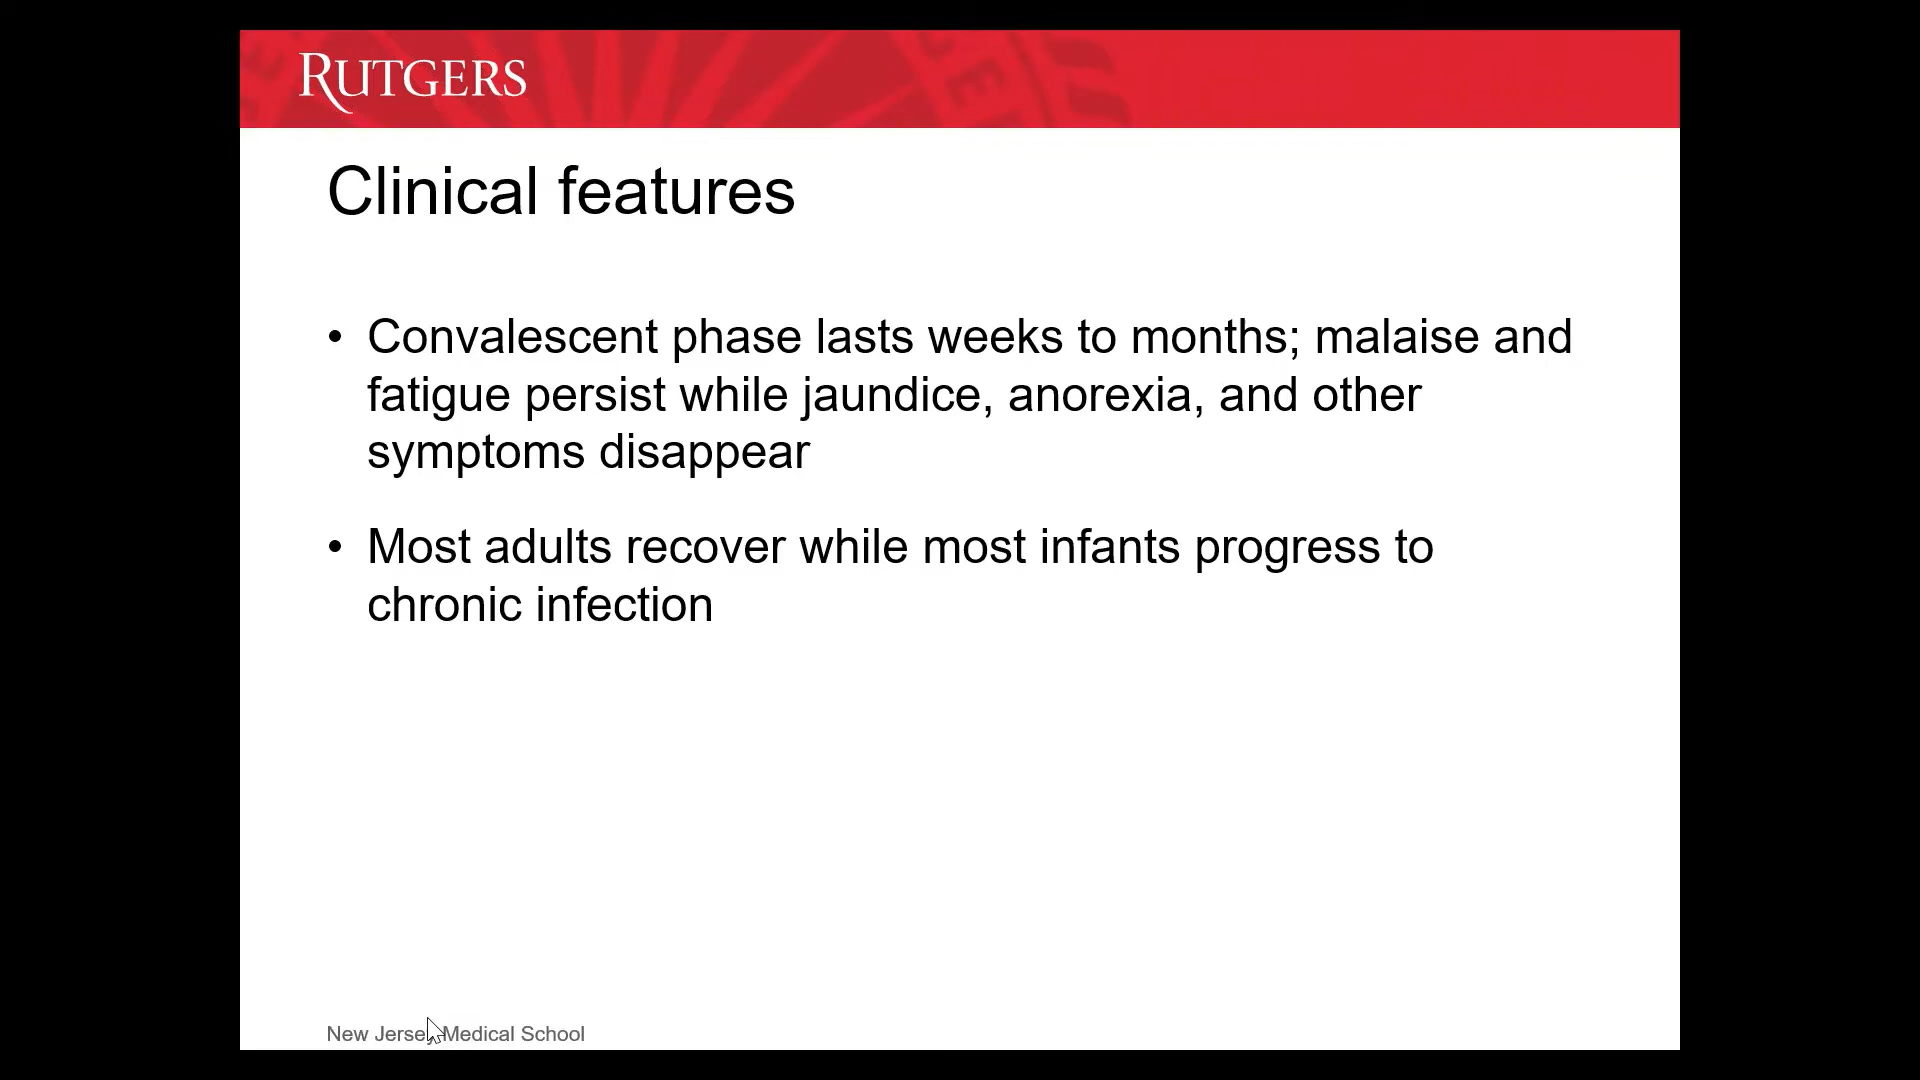 RUTGERS
Clinical features
• Convalescent phase lasts weeks to months; malaise and
fatigue persist while jaundice, anorexia, and other
symptoms disappear
• Most adults recover while most infants progress to
chronic infection
New Jersey Medical School